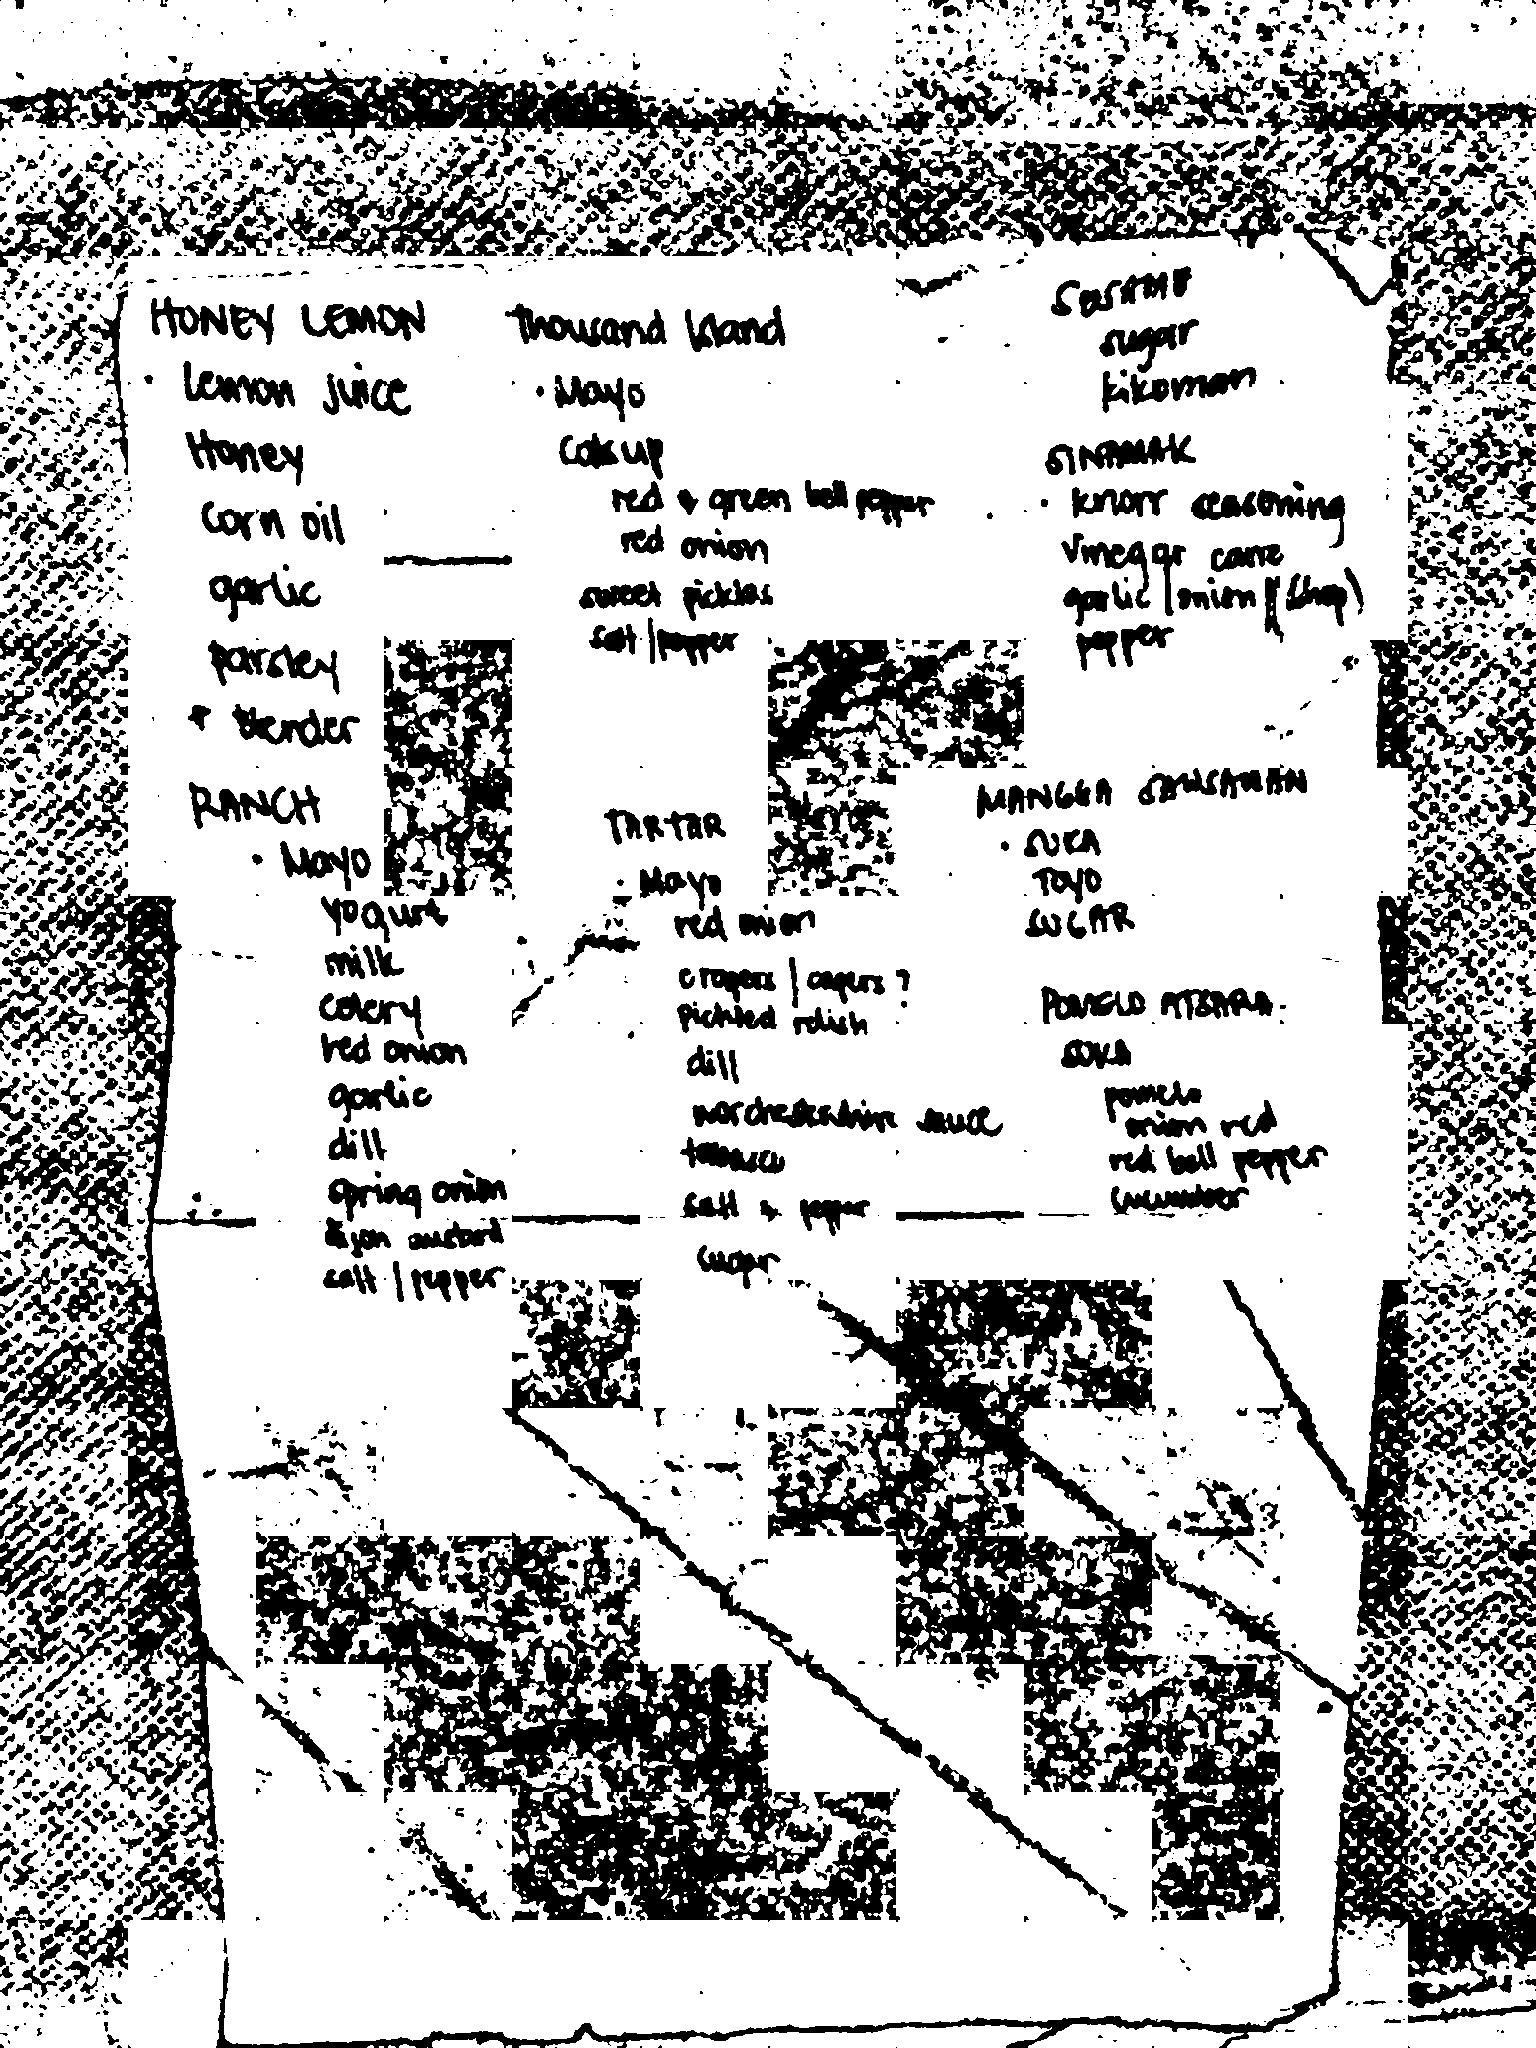 HONEY LEMON
· Lemon juice
Honey
corn oil
garlic
parsley
* blender
RANCH
· Mayo
yogurt
milk
celery
red onion
garlic
dill
spring onion
dijon mustard
salt / pepper
Thousand Island
· Mayo
Catsup
red & green bell pepper
red onion
sweet pickles
salt / pepper
TARTAR
· Mayo
red onion
crapers / capers ?
pickled relish
dill
worchestershire sauce
tabasco
salt & pepper
sugar
SESAME
sugar
kikoman
SINAMAK
· knorr seasoning
vinegar cane
garlic / onion (chop)
pepper
MANGGA SAWSAWAN
· SUKA
TOYO
SUGAR
POMELO ATSARA
SUKA
pomelo
onion red
red bell pepper
cucumber